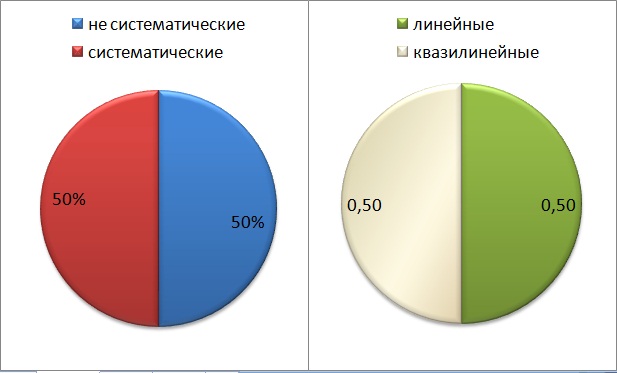 не систематические
систематические
50%
50%
линейные
квазилинейные
0,50
0,50